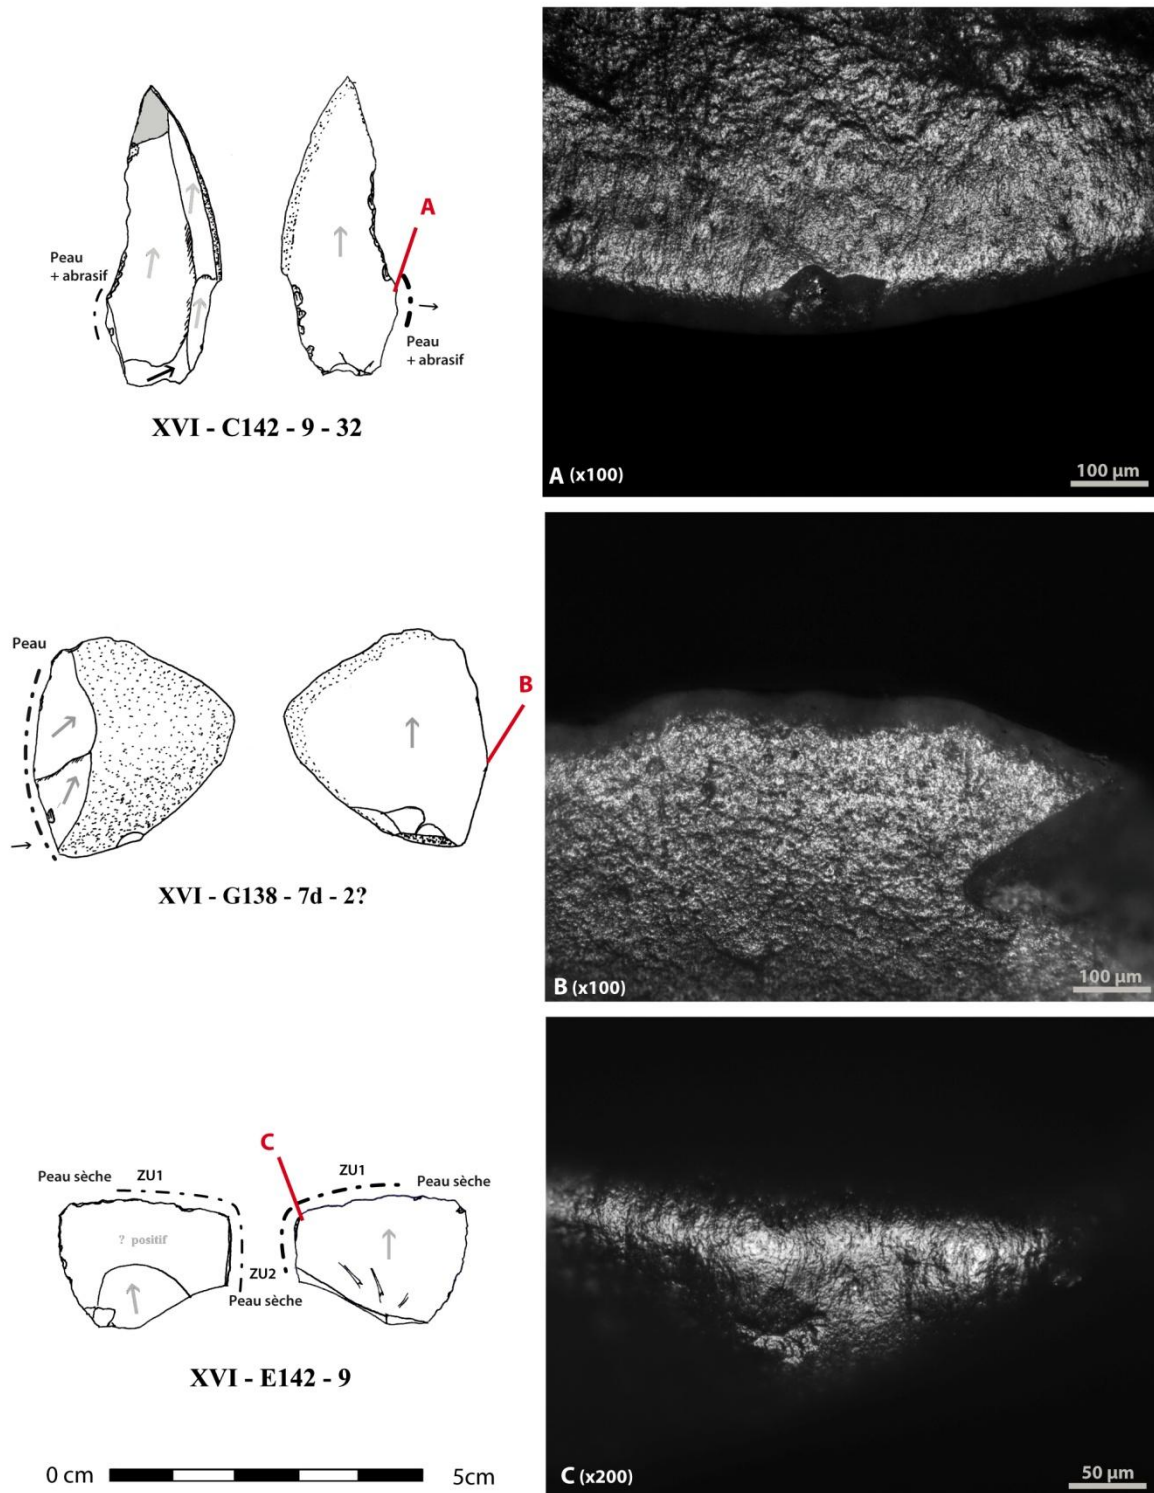 A
Peau
+ abrasif
Peau
+ abrasif
XVI - C142 - 9 - 32
A (x100)
100 µm
Peau
B
XVI - G138 - 7d - 2?
B (x100)
100 µm
C
Peau sèche
ZU1
ZU1
Peau sèche
? positif
ZU2
Peau sèche
XVI - E142 - 9
0 cm
5cm
C (x200)
50 µm